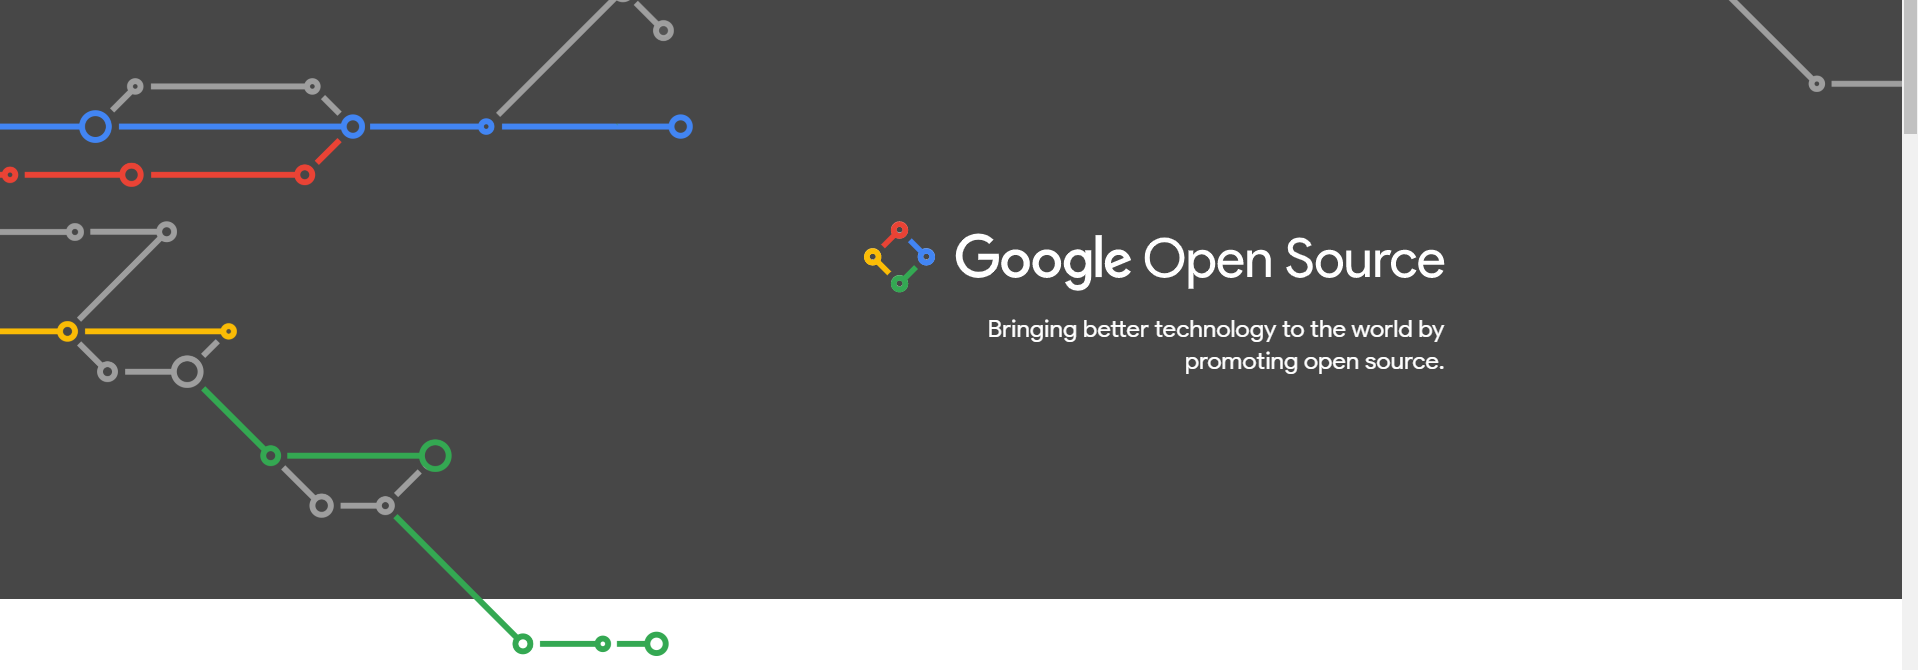 Google Open Source
Bringing better technology to the world by
promoting open source.